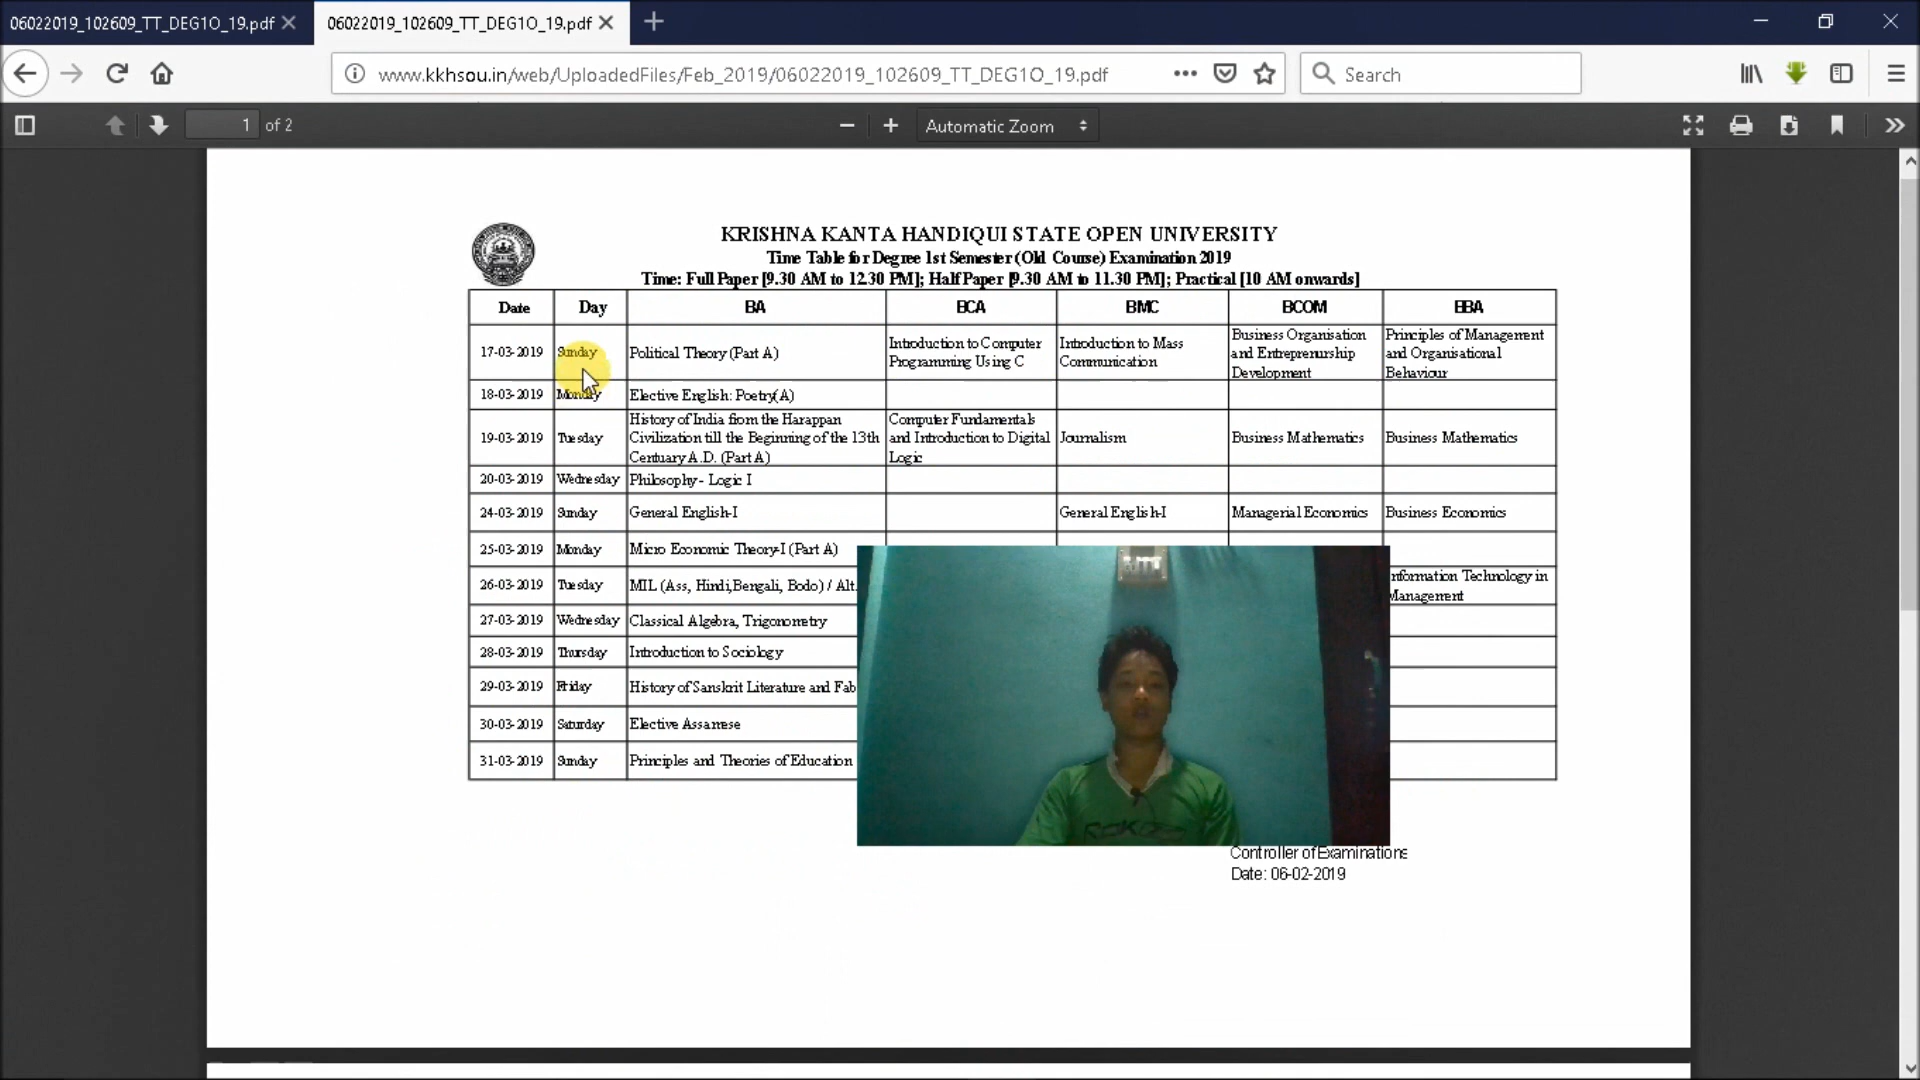 06022019_102609_TT_DEG1O_19.pdf
06022019_102609_TT_DEG1O_19.pdf
www.kkhsou.in/web/UploadedFiles/Feb_2019/06022019_102609_TT_DEG1O_19.pdf
Search
1 of 2
Automatic Zoom
KRISHNA KANTA HANDIQUI STATE OPEN UNIVERSITY
Time Table for Degree 1st Semester (Old Course) Examination 2019
Time: Full Paper [9.30 AM to 12.30 PM]; Half Paper [9.30 AM to 11.30 PM]; Practical [10 AM onwards]
Date Day BA BCA BMC BCOM BBA
17-03-2019 Sunday Political Theory (Part A)
Introduction to Computer
Programming Using C
Introduction to Mass
Communication
Business Organisation
and Entreprenurship
Development
Principles of Management
and Organisational
Behaviour
18-03-2019 Monday Elective English: Poetry(A)
19-03-2019 Tuesday
History of India from the Harappan
Civilization till the Beginning of the 13th
Centuary A.D. (Part A)
Computer Fundamentals
and Introduction to Digital
Logic
Journalism Business Mathematics Business Mathematics
20-03-2019 Wednesday Philosophy- Logic I
24-03-2019 Sunday General English-I General English-I Managerial Economics Business Economics
25-03-2019 Monday Micro Economic Theory-I (Part A)
26-03-2019 Tuesday MIL (Ass, Hindi,Bengali, Bodo) / Alt.
nformation Technology in
Management
27-03-2019 Wednesday Classical Algebra, Trigonometry
28-03-2019 Thursday Introduction to Sociology
29-03-2019 Friday History of Sanskrit Literature and Fab
30-03-2019 Saturday Elective Assamese
31-03-2019 Sunday Principles and Theories of Education
Controller of Examinations
Date: 06-02-2019